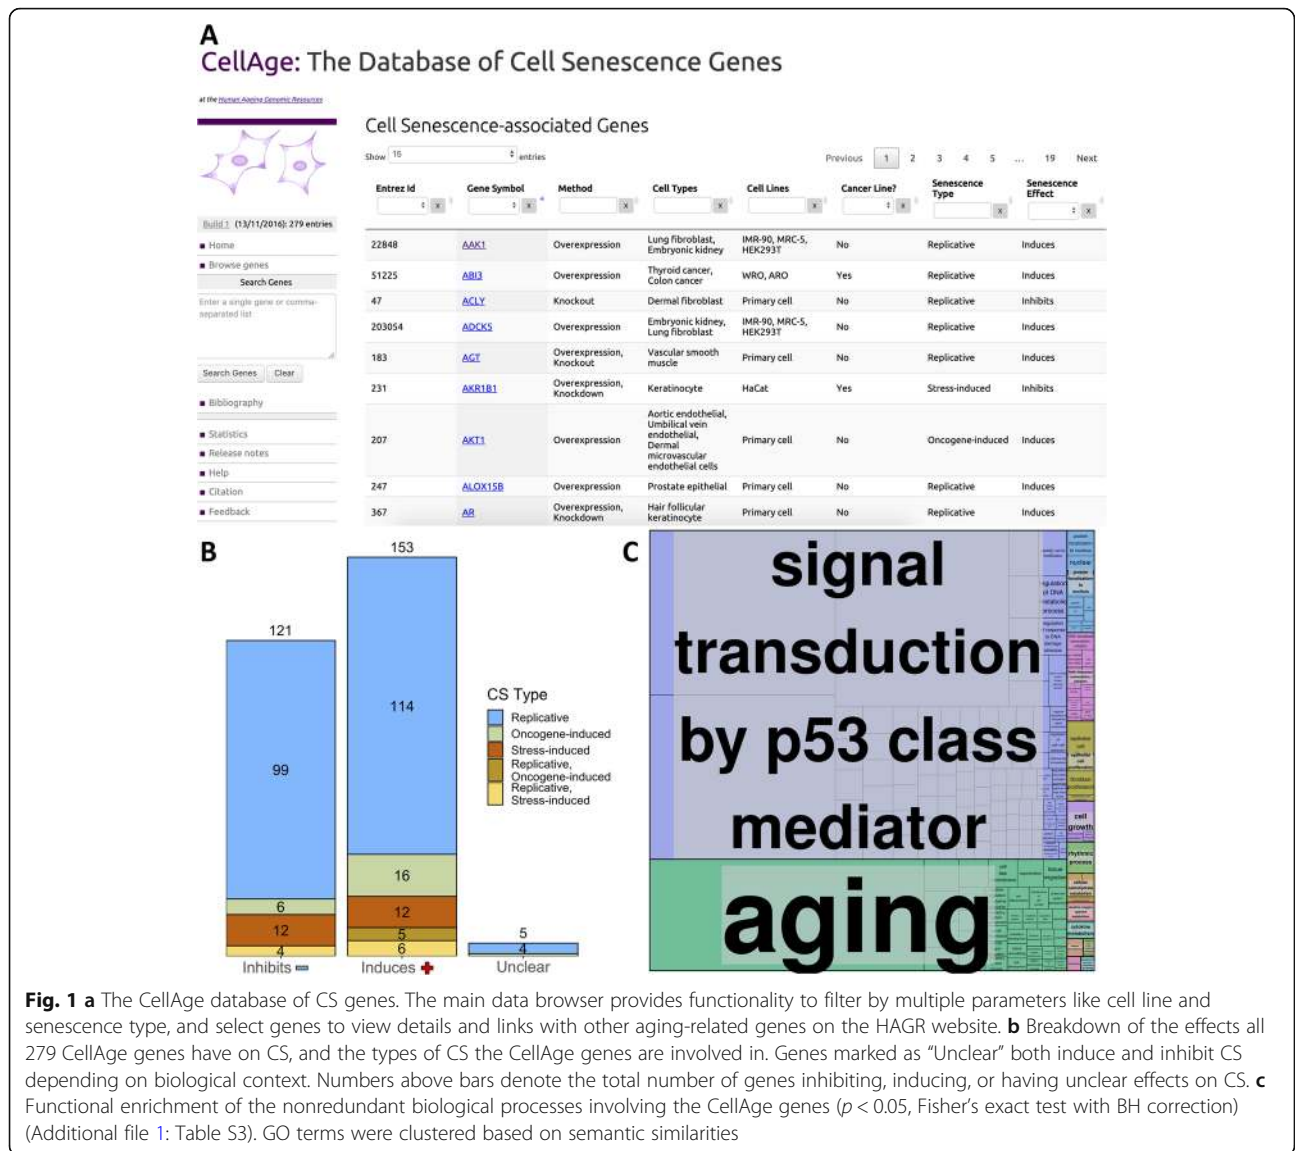 A
CellAge: The Database of Cell Senescence Genes
at the Human Ageing Genomic Resources
Build 1 (13/11/2016): 279 entries
Home
Browse genes
Search Genes
Enter a single gene or comma-
separated list
Search Genes Clear
Bibliography
Statistics
Release notes
Help
Citation
Feedback
Cell Senescence-associated Genes
Show 15 entries
Previous 1 2 3 4 5 ... 19 Next
Entrez Id Gene Symbol Method Cell Types Cell Lines Cancer Line? Senescence Type Senescence Effect
x x x x x x x x
22848 AAK1 Overexpression Lung fibroblast, Embryonic kidney IMR-90, MRC-5, HEK293T No Replicative Induces
51225 ABI3 Overexpression Thyroid cancer, Colon cancer WRO, ARO Yes Replicative Induces
47 ACLY Knockout Dermal fibroblast Primary cell No Replicative Inhibits
203054 ADCK5 Overexpression Embryonic kidney, Lung fibroblast IMR-90, MRC-5, HEK293T No Replicative Induces
183 AGT Overexpression, Knockout Vascular smooth muscle Primary cell No Replicative Induces
231 AKR1B1 Overexpression, Knockdown Keratinocyte HaCat Yes Stress-induced Inhibits
207 AKT1 Overexpression Aortic endothelial, Umbilical vein endothelial, Dermal microvascular endothelial cells Primary cell No Oncogene-induced Induces
247 ALOX15B Overexpression Prostate epithelial Primary cell No Replicative Induces
367 AR Overexpression, Knockdown Hair follicular keratinocyte Primary cell No Replicative Induces
B
121
99
6
12
4
Inhibits
153
114
16
12
5
6
Induces
5
4
Unclear
CS Type
Replicative
Oncogene-induced
Stress-induced
Replicative,
Oncogene-induced
Replicative,
Stress-induced
C
signal
transduction
by p53 class
mediator
aging
cell
growth
rhythmic
process
Fig. 1 a The CellAge database of CS genes. The main data browser provides functionality to filter by multiple parameters like cell line and
senescence type, and select genes to view details and links with other aging-related genes on the HAGR website. b Breakdown of the effects all
279 CellAge genes have on CS, and the types of CS the CellAge genes are involved in. Genes marked as “Unclear” both induce and inhibit CS
depending on biological context. Numbers above bars denote the total number of genes inhibiting, inducing, or having unclear effects on CS. c
Functional enrichment of the nonredundant biological processes involving the CellAge genes (p < 0.05, Fisher’s exact test with BH correction)
(Additional file 1: Table S3). GO terms were clustered based on semantic similarities